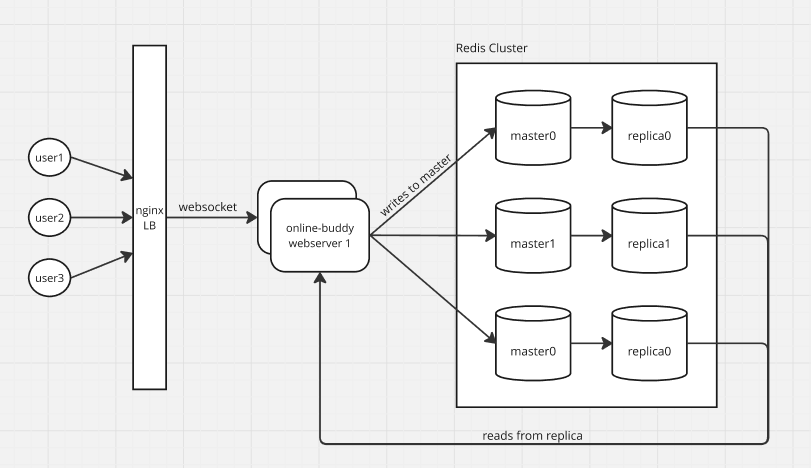 Redis Cluster
user1
user2
user3
nginx
LB
websocket
online-buddy
webserver 1
writes to master
master0
replica0
master1
replica1
master0
replica0
reads from replica